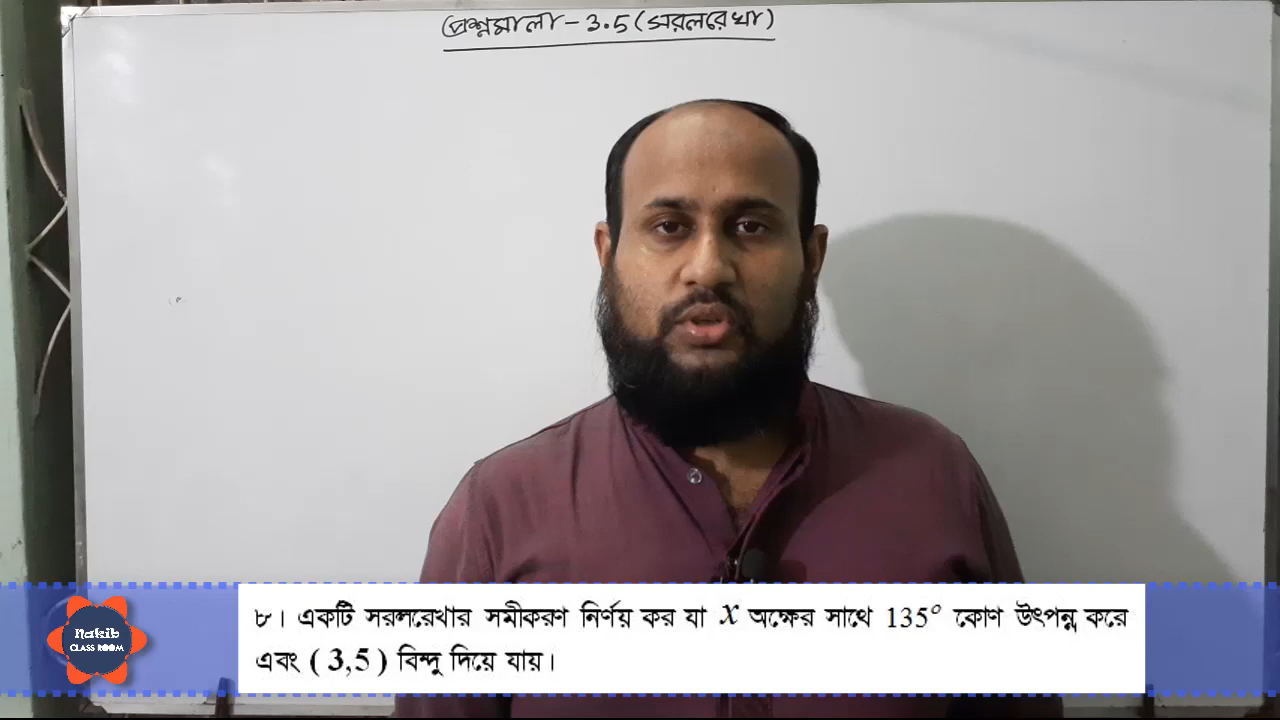 প্রশ্নমালা - 3.5 (সরলরেখা)
৮। একটি সরলরেখার সমীকরণ নির্ণয় কর যা x অক্ষের সাথে 135° কোণ উৎপন্ন করে
এবং ( 3,5 ) বিন্দু দিয়ে যায়।
Nakib
CLASS ROOM